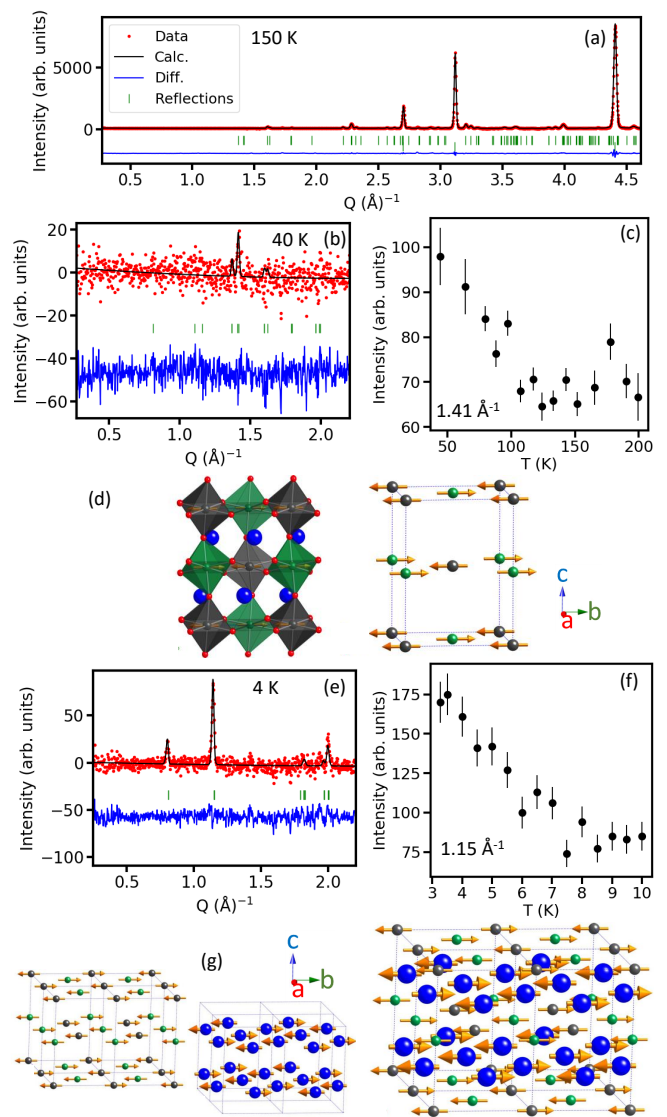 Data
Calc.
Diff.
Reflections
150 K
(a)
Intensity (arb. units)
5000
0
0.5 1.0 1.5 2.0 2.5 3.0 3.5 4.0 4.5
Q (Å)⁻¹
40 K
(b)
Intensity (arb. units)
20
0
−20
−40
−60
0.5 1.0 1.5 2.0
Q (Å)⁻¹
(c)
Intensity (arb. units)
100
90
80
70
60
1.41 Å⁻¹
50 100 150 200
T (K)
(d)
c
a
b
4 K
(e)
Intensity (arb. units)
50
0
−50
−100
0.5 1.0 1.5 2.0
Q (Å)⁻¹
(f)
Intensity (arb. units)
175
150
125
100
75
1.15 Å⁻¹
3 4 5 6 7 8 9 10
T (K)
(g)
c
a
b